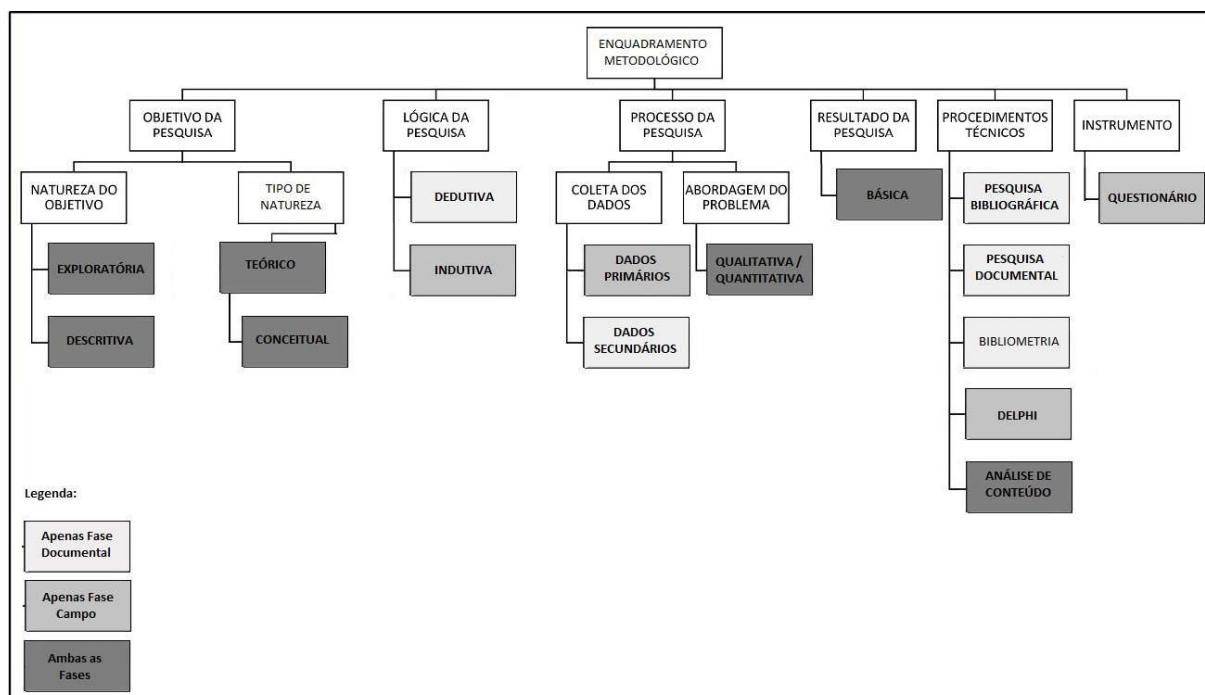 ENQUADRAMENTO
METODOLÓGICO
OBJETIVO DA
PESQUISA
LÓGICA DA
PESQUISA
PROCESSO DA
PESQUISA
RESULTADO DA
PESQUISA
PROCEDIMENTOS
TÉCNICOS
INSTRUMENTO
NATUREZA DO
OBJETIVO
TIPO DE
NATUREZA
DEDUTIVA
COLETA DOS
DADOS
ABORDAGEM DO
PROBLEMA
BÁSICA
PESQUISA
BIBLIOGRÁFICA
QUESTIONÁRIO
EXPLORATÓRIA
TEÓRICO
INDUTIVA
DADOS
PRIMÁRIOS
QUALITATIVA /
QUANTITATIVA
PESQUISA
DOCUMENTAL
DESCRITIVA
CONCEITUAL
DADOS
SECUNDÁRIOS
BIBLIOMETRIA
DELPHI
ANÁLISE DE
CONTEÚDO
Legenda:
Apenas Fase
Documental
Apenas Fase
Campo
Ambas as
Fases